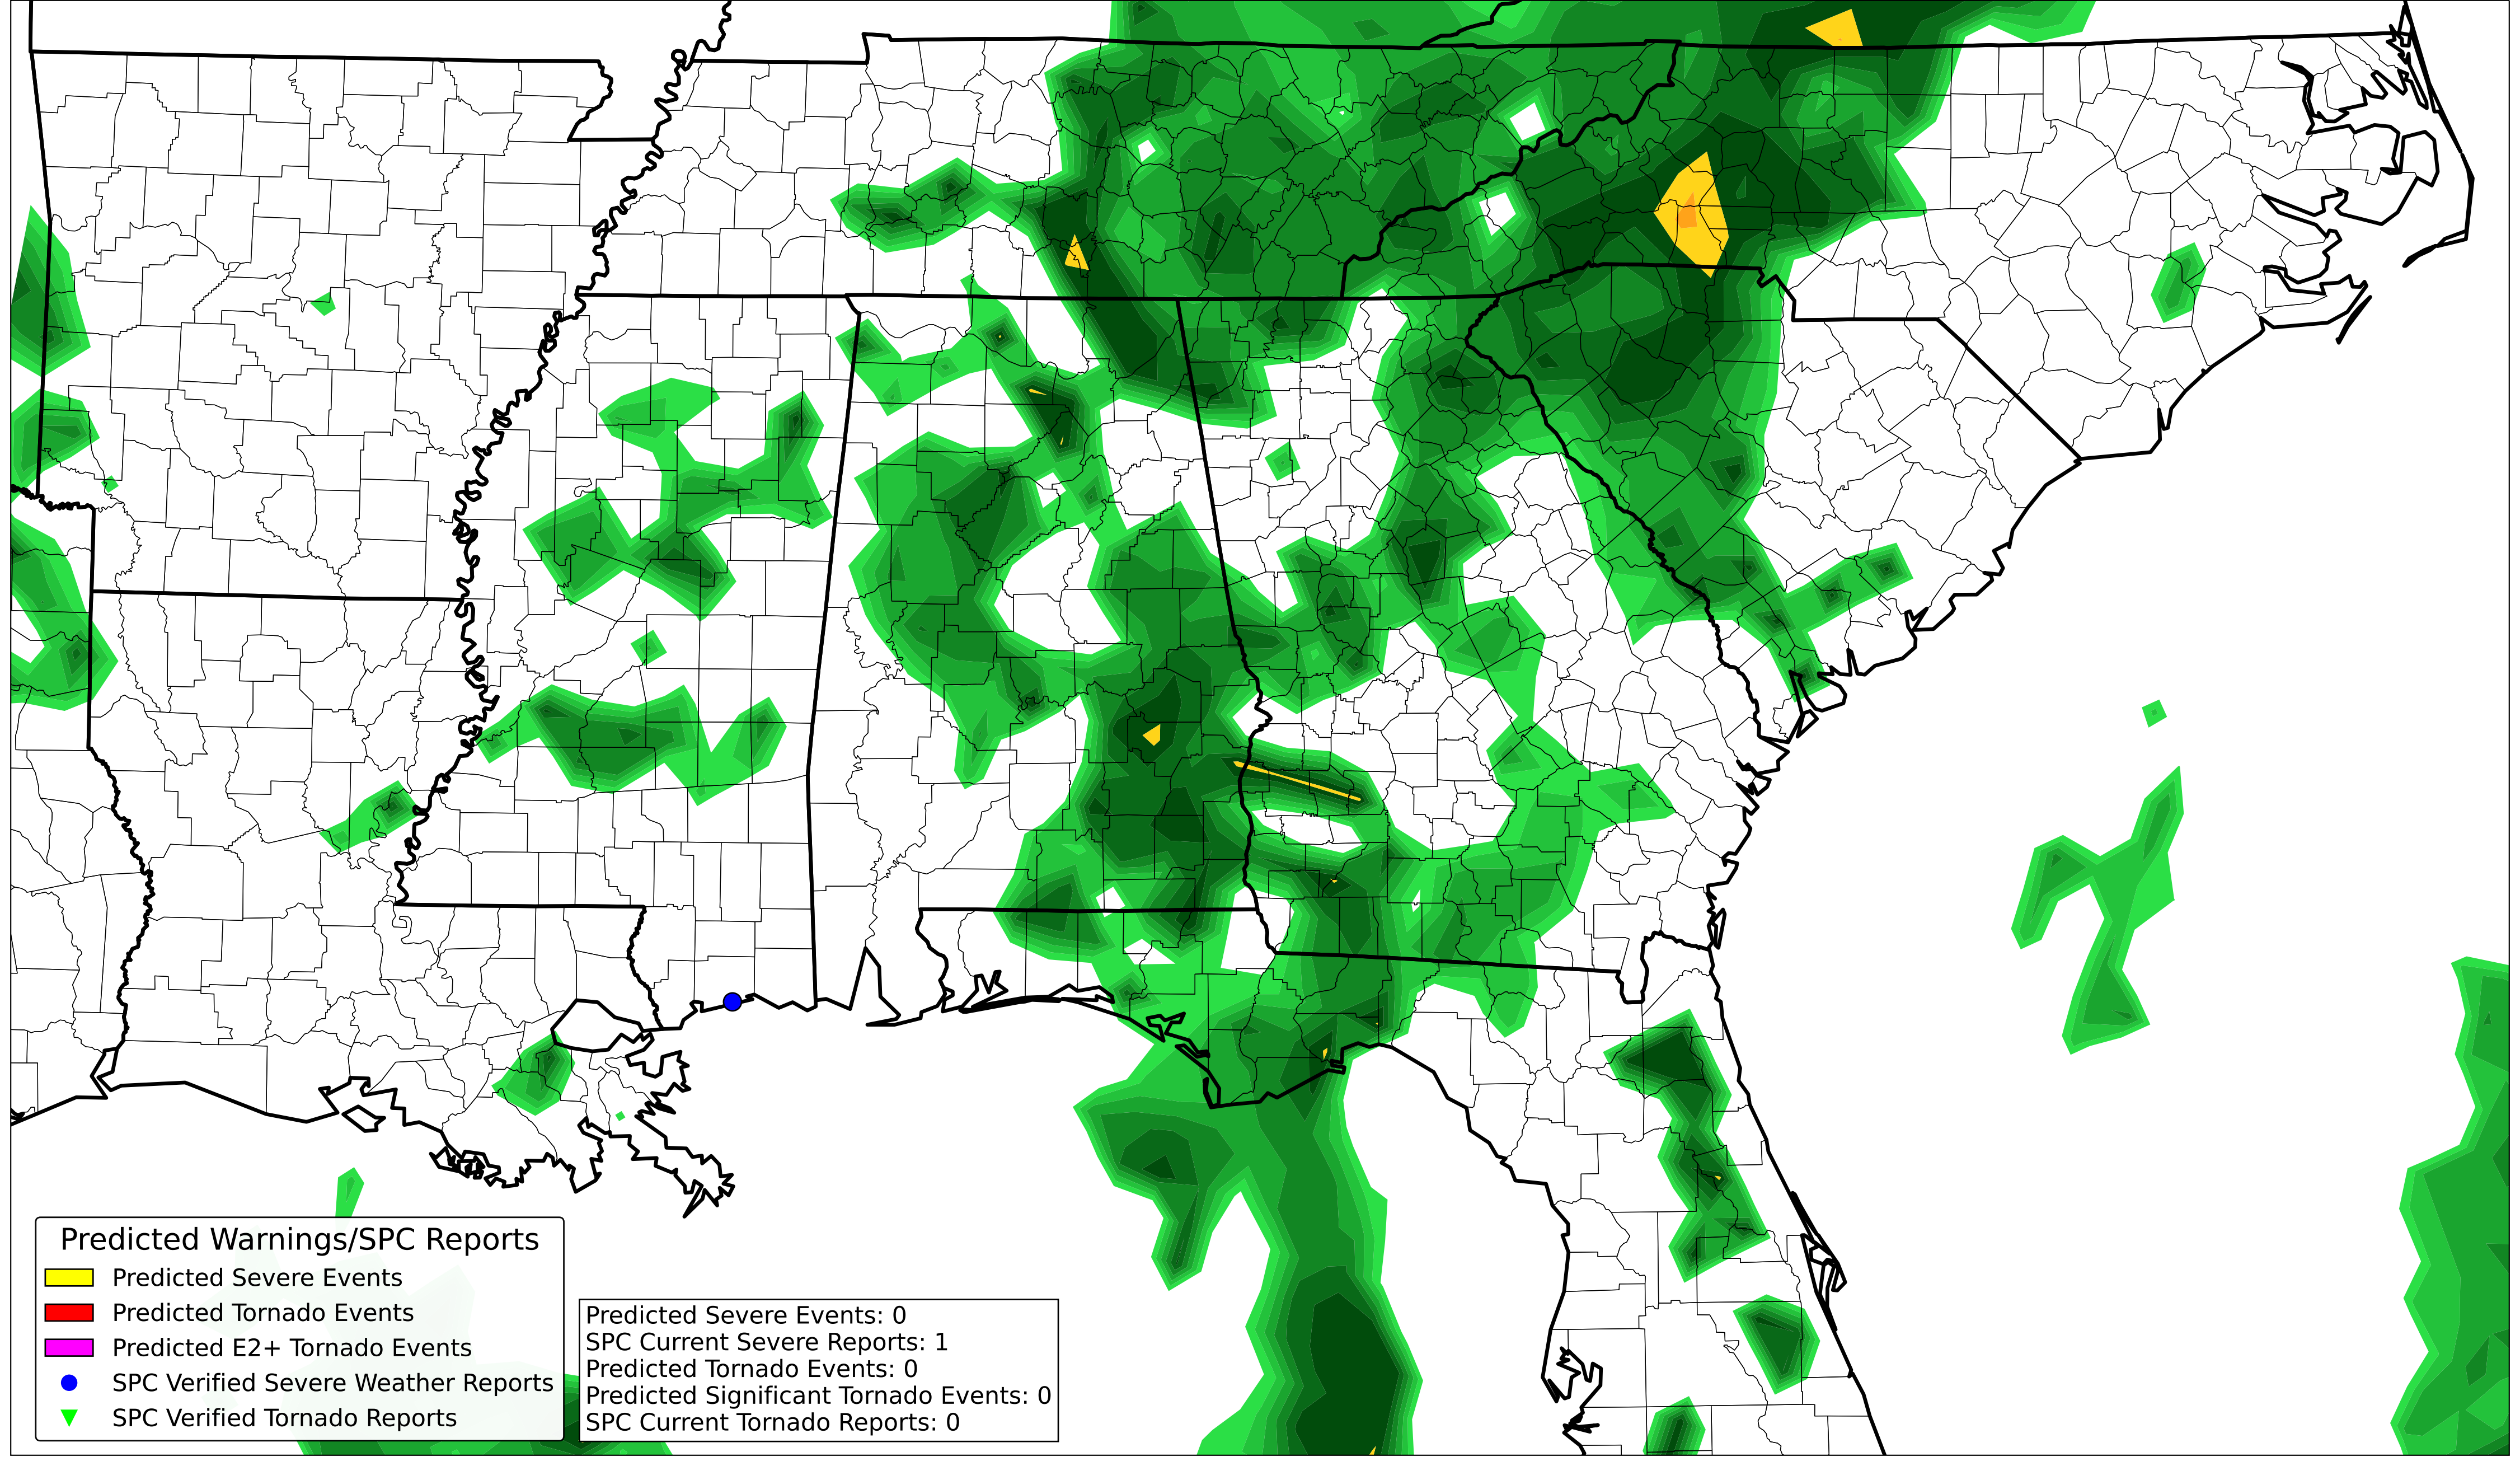 Predicted Warnings/SPC Reports
Predicted Severe Events
Predicted Tornado Events
Predicted E2+ Tornado Events
SPC Verified Severe Weather Reports
SPC Verified Tornado Reports
Predicted Severe Events: 0
SPC Current Severe Reports: 1
Predicted Tornado Events: 0
Predicted Significant Tornado Events: 0
SPC Current Tornado Reports: 0